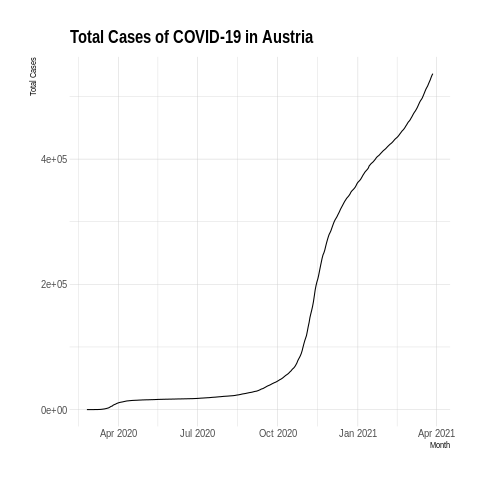 Total Cases of COVID-19 in Austria
Total Cases
4e+05
2e+05
0e+00
Apr 2020 Jul 2020 Oct 2020 Jan 2021 Apr 2021
Month